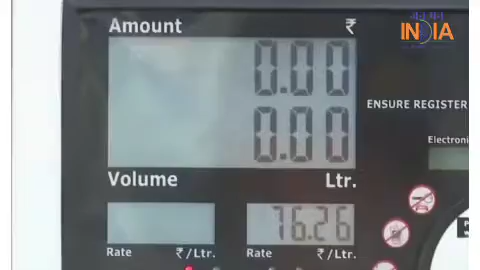 Amount ₹
INDIA
0.00
0.00
ENSURE REGISTER
Electroni
Volume Ltr.
76.26
Rate ₹/Ltr. Rate ₹/Ltr.